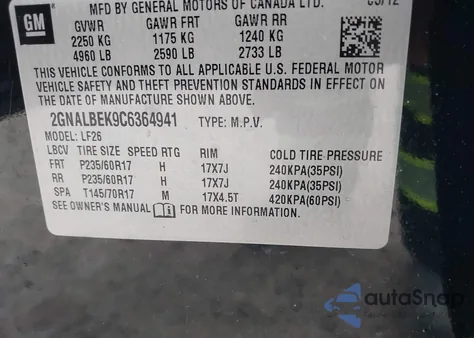 MFD BY GENERAL MOTORS OF CANADA LTD.
GM
GVWR GAWR FRT GAWR RR
2250 KG 1175 KG 1240 KG
4960 LB 2590 LB 2733 LB
THIS VEHICLE CONFORMS TO ALL APPLICABLE U.S. FEDERAL MOTOR
VEHICLE SAFETY AND THEFT PREVENTION STANDARDS IN EFFECT ON
THE DATE OF MANUFACTURE SHOWN ABOVE.
2GNALBEK9C6364941 TYPE: M.P.V.
MODEL: LF26
LBCV TIRE SIZE SPEED RTG RIM COLD TIRE PRESSURE
FRT P235/60R17 H 17X7J 240KPA(35PSI)
RR P235/60R17 H 17X7J 240KPA(35PSI)
SPA T145/70R17 M 17X4.5T 420KPA(60PSI)
SEE OWNER'S MANUAL FOR MORE INFORMATION.
autoSnap